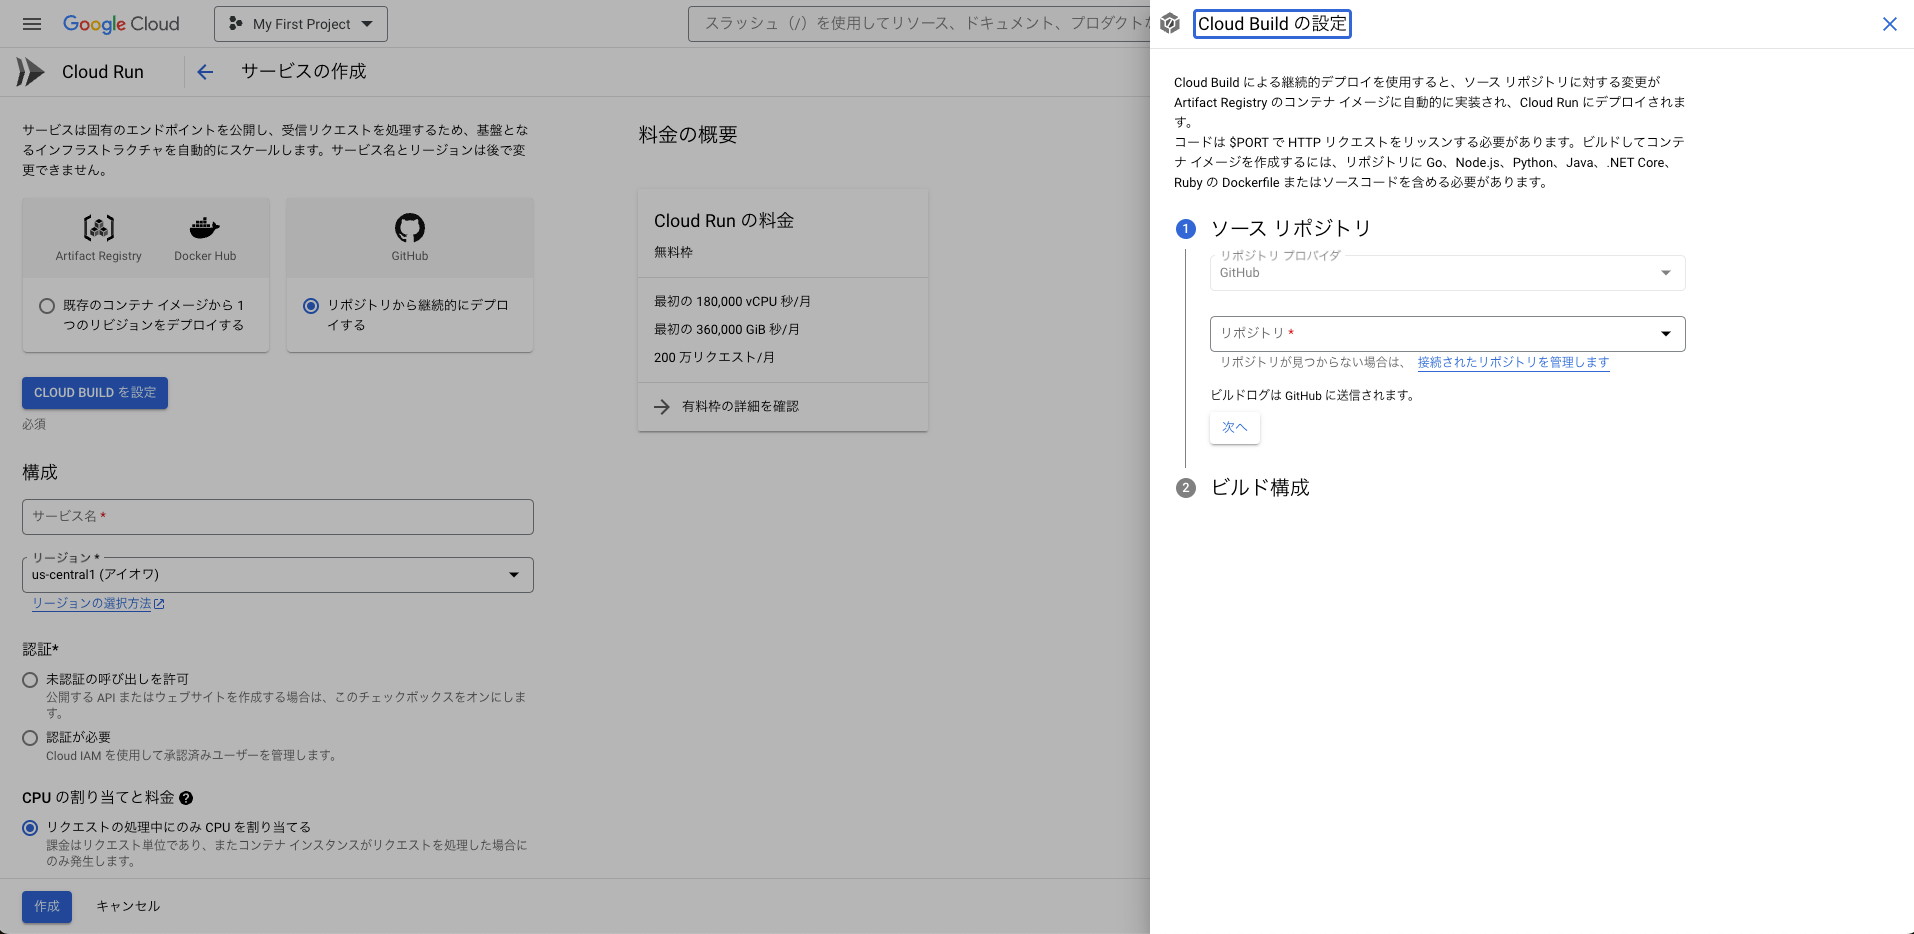 Google Cloud
My First Project
スラッシュ（/）を使用してリソース、ドキュメント、プロダクトな
Cloud Run
サービスの作成
サービスは固有のエンドポイントを公開し、受信リクエストを処理するため、基盤とな
るインフラストラクチャを自動的にスケールします。サービス名とリージョンは後で変
更できません。
Artifact Registry
Docker Hub
既存のコンテナ イメージから 1
つのリビジョンをデプロイする
GitHub
リポジトリから継続的にデプロ
イする
CLOUD BUILD を設定
必須
構成
サービス名 *
リージョン *
us-central1 (アイオワ)
リージョンの選択方法
認証*
未認証の呼び出しを許可
公開する API またはウェブサイトを作成する場合は、このチェックボックスをオンにしま
す。
認証が必要
Cloud IAM を使用して承認済みユーザーを管理します。
CPU の割り当てと料金 ?
リクエストの処理中にのみ CPU を割り当てる
課金はリクエスト単位であり、またコンテナ インスタンスがリクエストを処理した場合に
のみ発生します。
作成
キャンセル
料金の概要
Cloud Run の料金
無料枠
最初の 180,000 vCPU 秒/月
最初の 360,000 GiB 秒/月
200 万リクエスト/月
有料枠の詳細を確認
Cloud Build の設定
Cloud Build による継続的デプロイを使用すると、ソース リポジトリに対する変更が
Artifact Registry のコンテナ イメージに自動的に実装され、Cloud Run にデプロイされま
す。
コードは $PORT で HTTP リクエストをリッスンする必要があります。ビルドしてコンテ
ナ イメージを作成するには、リポジトリに Go、Node.js、Python、Java、.NET Core、
Ruby の Dockerfile またはソースコードを含める必要があります。
1 ソース リポジトリ
リポジトリ プロバイダ
GitHub
リポジトリ *
リポジトリが見つからない場合は、 接続されたリポジトリを管理します
ビルドログは GitHub に送信されます。
次へ
2 ビルド構成